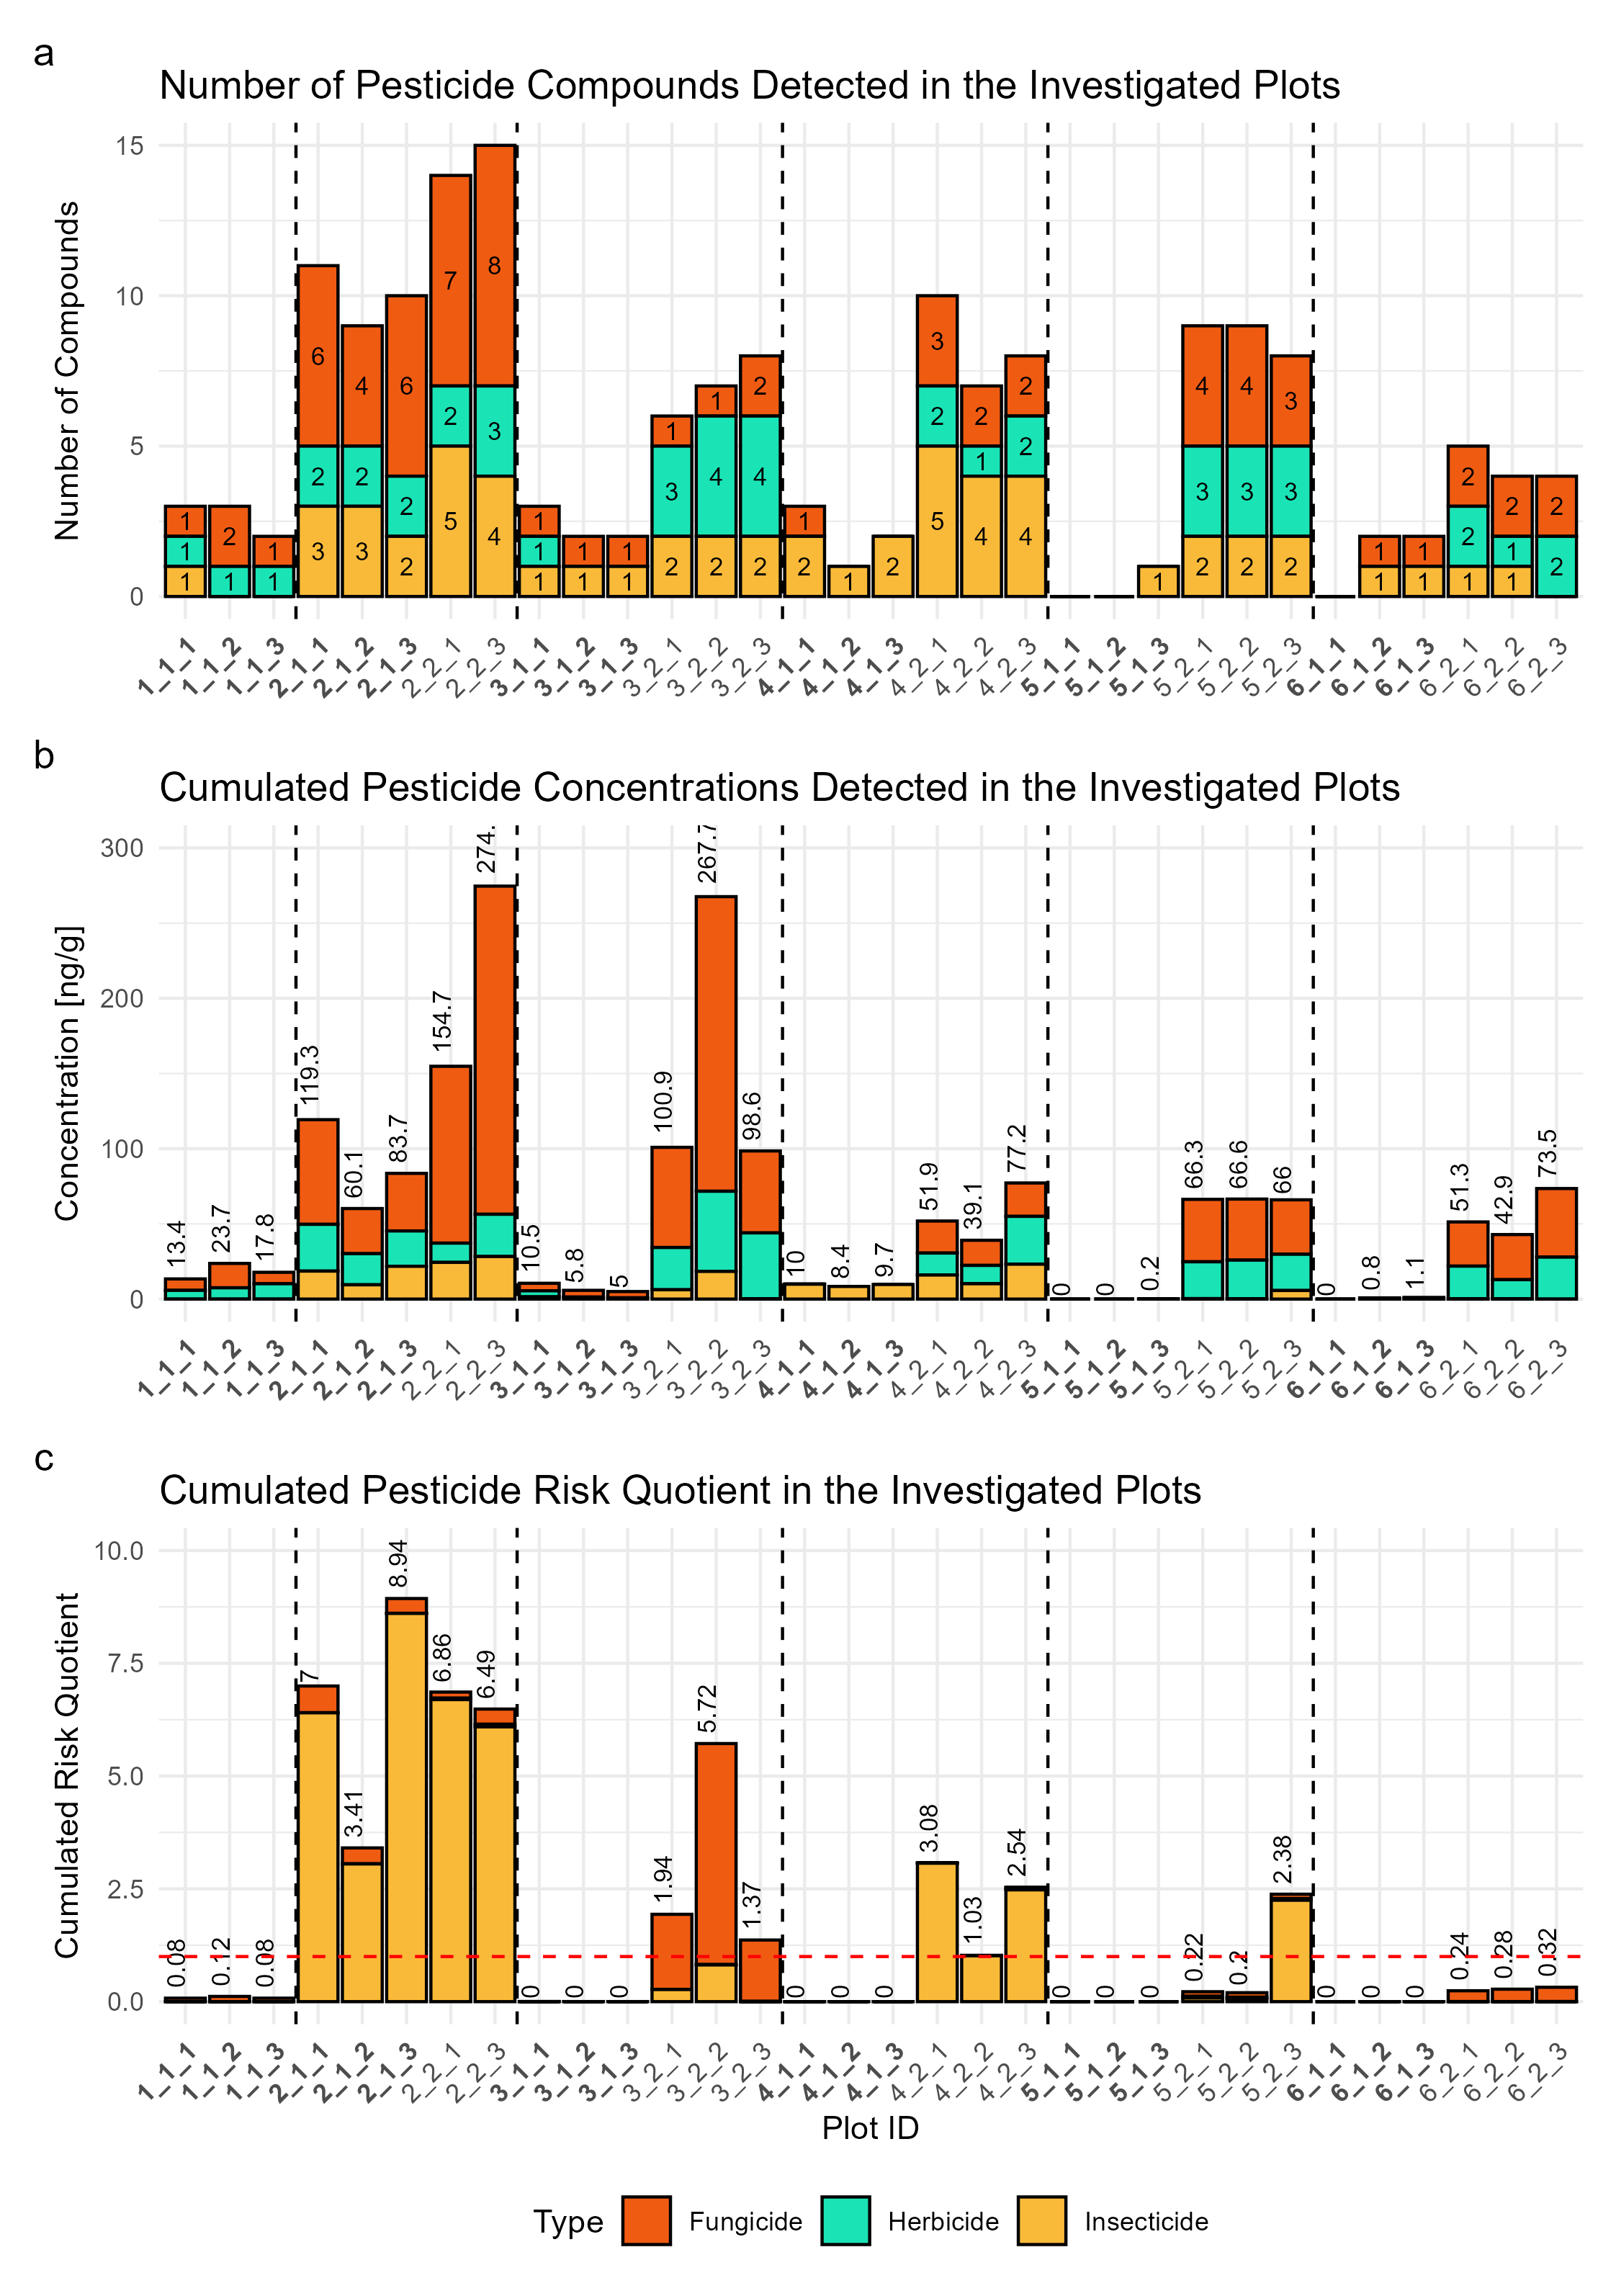 a
Number of Pesticide Compounds Detected in the Investigated Plots
Number of Compounds
15
10
5
0
1 2 1 6 4 6 7 8 1 1 1 1 1 2 1 3 2 2 4 4 3 1 1 2 2 2
1 1 1 2 2 2 2 3 1 3 4 4 2 1 2 3 3 3 2 1 2
1 3 3 2 5 4 1 1 1 2 2 2 2 1 2 5 4 4 1 2 2 2 1 1 1 1
1_1_1 1_1_2 1_1_3 2_1_1 2_1_2 2_1_3 2_2_1 2_2_3 3_1_1 3_1_2 3_1_3 3_2_1 3_2_2 3_2_3 4_1_1 4_1_2 4_1_3 4_2_1 4_2_2 4_2_3 5_1_1 5_1_2 5_1_3 5_2_1 5_2_2 5_2_3 6_1_1 6_1_2 6_1_3 6_2_1 6_2_2 6_2_3
b
Cumulated Pesticide Concentrations Detected in the Investigated Plots
Concentration [ng/g]
300
200
100
0
13.4 23.7 17.8 119.3 60.1 83.7 154.7 274. 10.5 5.8 5 100.9 267.7 98.6 10 8.4 9.7 51.9 39.1 77.2 0 0 0.2 66.3 66.6 66 0 0.8 1.1 51.3 42.9 73.5
1_1_1 1_1_2 1_1_3 2_1_1 2_1_2 2_1_3 2_2_1 2_2_3 3_1_1 3_1_2 3_1_3 3_2_1 3_2_2 3_2_3 4_1_1 4_1_2 4_1_3 4_2_1 4_2_2 4_2_3 5_1_1 5_1_2 5_1_3 5_2_1 5_2_2 5_2_3 6_1_1 6_1_2 6_1_3 6_2_1 6_2_2 6_2_3
c
Cumulated Pesticide Risk Quotient in the Investigated Plots
Cumulated Risk Quotient
10.0
7.5
5.0
2.5
0.0
0.08 0.12 0.08 7 3.41 8.94 6.86 6.49 0 0 0 1.94 5.72 1.37 0 0 0 3.08 1.03 2.54 0 0 0 0.22 0.2 2.38 0 0 0 0.24 0.28 0.32
1_1_1 1_1_2 1_1_3 2_1_1 2_1_2 2_1_3 2_2_1 2_2_3 3_1_1 3_1_2 3_1_3 3_2_1 3_2_2 3_2_3 4_1_1 4_1_2 4_1_3 4_2_1 4_2_2 4_2_3 5_1_1 5_1_2 5_1_3 5_2_1 5_2_2 5_2_3 6_1_1 6_1_2 6_1_3 6_2_1 6_2_2 6_2_3
Plot ID
Type Fungicide Herbicide Insecticide